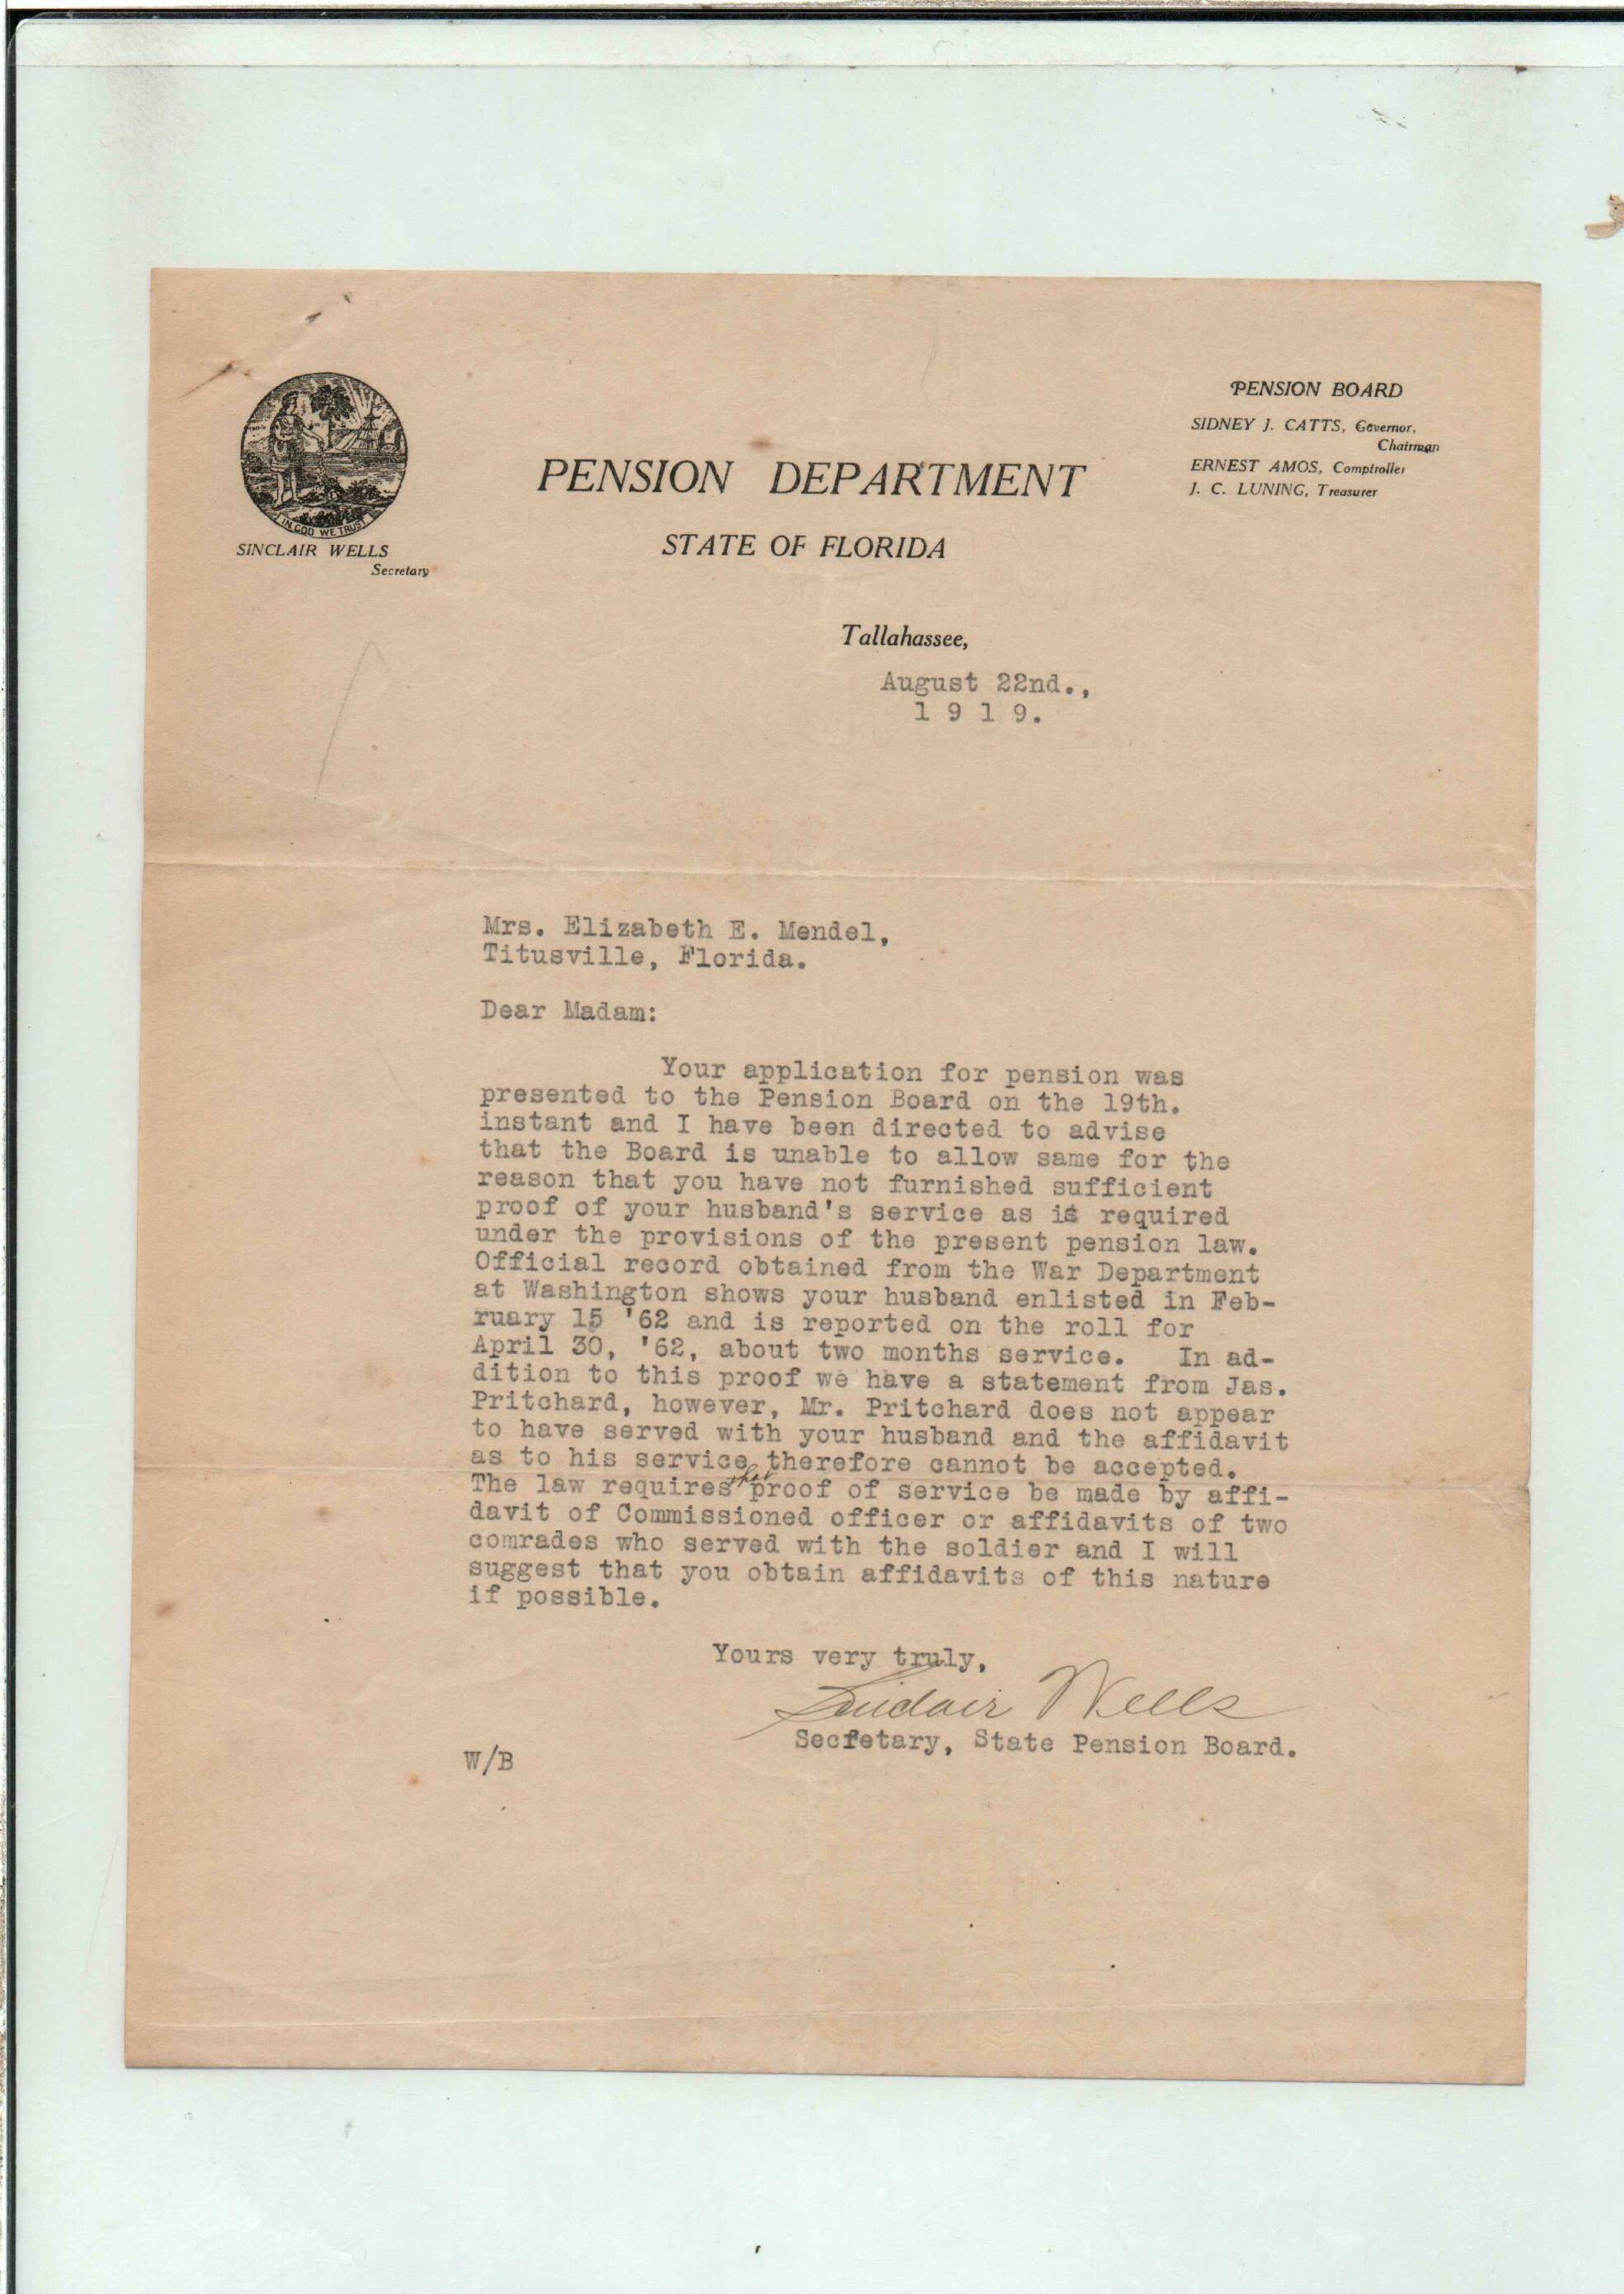 IN GOD WE TRUST
SINCLAIR WELLS
Secretary
PENSION DEPARTMENT
STATE OF FLORIDA
PENSION BOARD
SIDNEY J. CATTS, Governor,
Chairman
ERNEST AMOS, Comptroller
J. C. LUNING, Treasurer
Tallahassee,
August 22nd.,
1 9 1 9.
Mrs. Elizabeth E. Mendel,
Titusville, Florida.
Dear Madam:
Your application for pension was
presented to the Pension Board on the 19th.
instant and I have been directed to advise
that the Board is unable to allow same for the
reason that you have not furnished sufficient
proof of your husband's service as is required
under the provisions of the present pension law.
Official record obtained from the War Department
at Washington shows your husband enlisted in Feb-
ruary 15 '62 and is reported on the roll for
April 30, '62, about two months service. In ad-
dition to this proof we have a statement from Jas.
Pritchard, however, Mr. Pritchard does not appear
to have served with your husband and the affidavit
as to his service, therefore cannot be accepted.
The law requires that proof of service be made by affi-
davit of Commissioned officer or affidavits of two
comrades who served with the soldier and I will
suggest that you obtain affidavits of this nature
if possible.
Yours very truly,
Sinclair Wells
Secretary, State Pension Board.
W/B